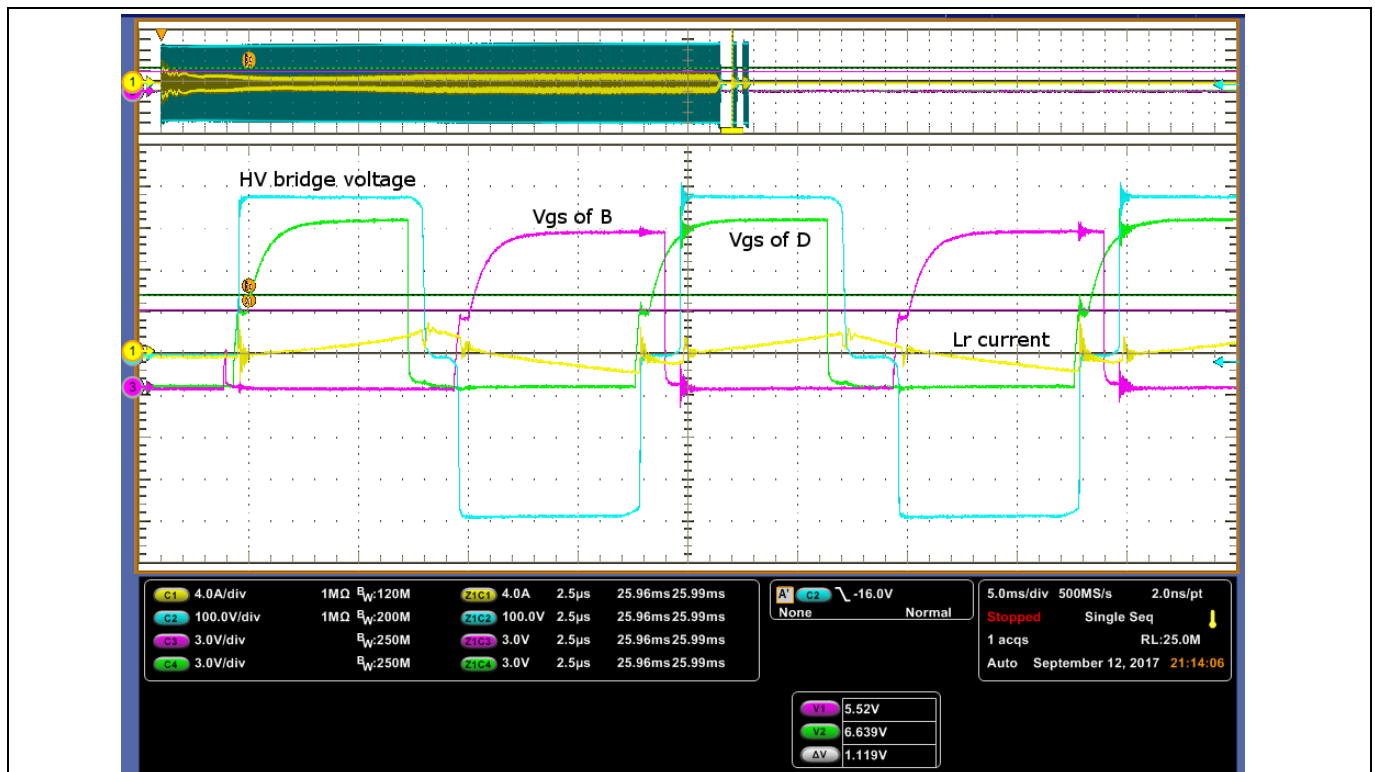 1
HV bridge voltage
Vgs of B
Vgs of D
1
Lr current
3
C1 4.0A/div 1MΩ BW:120M Z1C1 4.0A 2.5µs 25.96ms 25.99ms
C2 100.0V/div 1MΩ BW:200M Z1C2 100.0V 2.5µs 25.96ms 25.99ms
C3 3.0V/div BW:250M Z1C3 3.0V 2.5µs 25.96ms 25.99ms
C4 3.0V/div BW:250M Z1C4 3.0V 2.5µs 25.96ms 25.99ms
A' C2 -16.0V
None Normal
5.0ms/div 500MS/s 2.0ns/pt
Stopped Single Seq
1 acqs RL:25.0M
Auto September 12, 2017 21:14:06
V1 5.52V
V2 6.639V
ΔV 1.119V